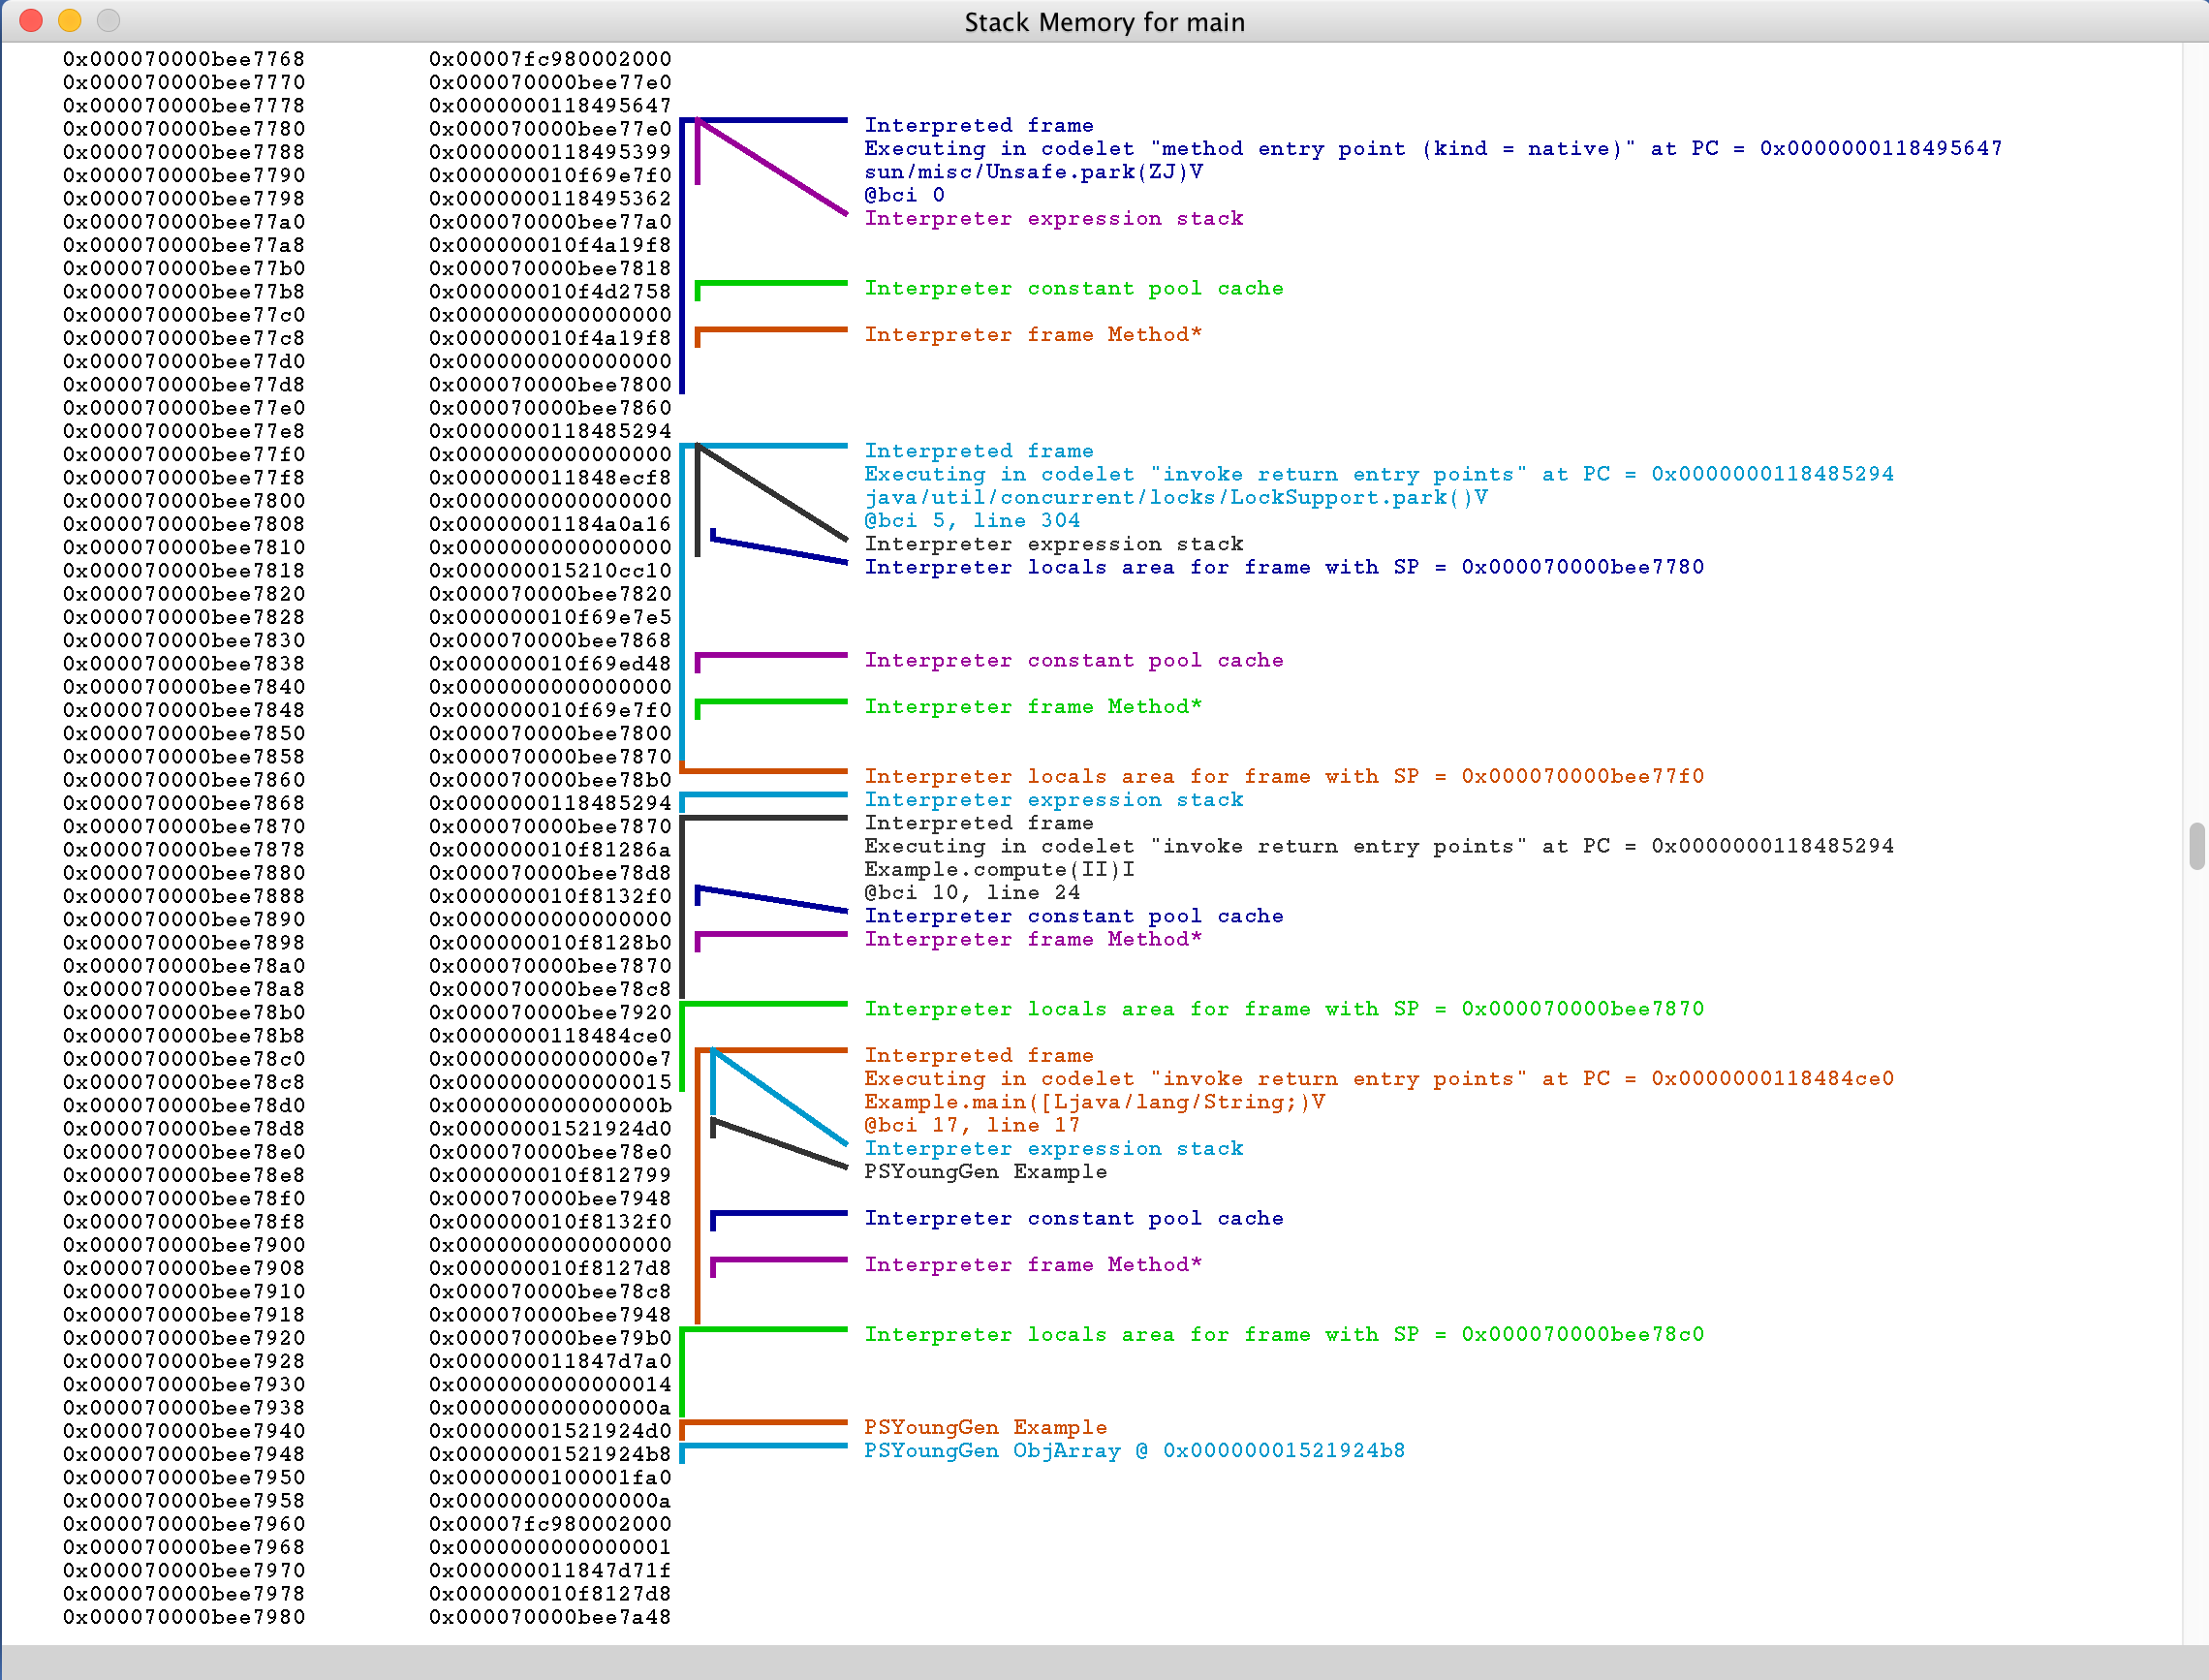 Stack Memory for main
0x000070000bee7768 0x00007fc980002000
0x000070000bee7770 0x000070000bee77e0
0x000070000bee7778 0x0000000118495647
0x000070000bee7780 0x000070000bee77e0 Interpreted frame
0x000070000bee7788 0x0000000118495399 Executing in codelet "method entry point (kind = native)" at PC = 0x0000000118495647
0x000070000bee7790 0x000000010f69e7f0 sun/misc/Unsafe.park(ZJ)V
0x000070000bee7798 0x0000000118495362 @bci 0
0x000070000bee77a0 0x000070000bee77a0 Interpreter expression stack
0x000070000bee77a8 0x000000010f4a19f8
0x000070000bee77b0 0x000070000bee7818
0x000070000bee77b8 0x000000010f4d2758 Interpreter constant pool cache
0x000070000bee77c0 0x0000000000000000
0x000070000bee77c8 0x000000010f4a19f8 Interpreter frame Method*
0x000070000bee77d0 0x0000000000000000
0x000070000bee77d8 0x000070000bee7800
0x000070000bee77e0 0x000070000bee7860
0x000070000bee77e8 0x0000000118485294
0x000070000bee77f0 0x0000000000000000 Interpreted frame
0x000070000bee77f8 0x000000011848ecf8 Executing in codelet "invoke return entry points" at PC = 0x0000000118485294
0x000070000bee7800 0x0000000000000000 java/util/concurrent/locks/LockSupport.park()V
0x000070000bee7808 0x00000001184a0a16 @bci 5, line 304
0x000070000bee7810 0x0000000000000000 Interpreter expression stack
0x000070000bee7818 0x000000015210cc10 Interpreter locals area for frame with SP = 0x000070000bee7780
0x000070000bee7820 0x000070000bee7820
0x000070000bee7828 0x000000010f69e7e5
0x000070000bee7830 0x000070000bee7868
0x000070000bee7838 0x000000010f69ed48 Interpreter constant pool cache
0x000070000bee7840 0x0000000000000000
0x000070000bee7848 0x000000010f69e7f0 Interpreter frame Method*
0x000070000bee7850 0x000070000bee7800
0x000070000bee7858 0x000070000bee7870
0x000070000bee7860 0x000070000bee78b0 Interpreter locals area for frame with SP = 0x000070000bee77f0
0x000070000bee7868 0x0000000118485294 Interpreter expression stack
0x000070000bee7870 0x000070000bee7870 Interpreted frame
0x000070000bee7878 0x000000010f81286a Executing in codelet "invoke return entry points" at PC = 0x0000000118485294
0x000070000bee7880 0x000070000bee78d8 Example.compute(II)I
0x000070000bee7888 0x000000010f8132f0 @bci 10, line 24
0x000070000bee7890 0x0000000000000000 Interpreter constant pool cache
0x000070000bee7898 0x000000010f8128b0 Interpreter frame Method*
0x000070000bee78a0 0x000070000bee7870
0x000070000bee78a8 0x000070000bee78c8
0x000070000bee78b0 0x000070000bee7920 Interpreter locals area for frame with SP = 0x000070000bee7870
0x000070000bee78b8 0x0000000118484ce0
0x000070000bee78c0 0x00000000000000e7 Interpreted frame
0x000070000bee78c8 0x0000000000000015 Executing in codelet "invoke return entry points" at PC = 0x0000000118484ce0
0x000070000bee78d0 0x000000000000000b Example.main([Ljava/lang/String;)V
0x000070000bee78d8 0x00000001521924d0 @bci 17, line 17
0x000070000bee78e0 0x000070000bee78e0 Interpreter expression stack
0x000070000bee78e8 0x000000010f812799 PSYoungGen Example
0x000070000bee78f0 0x000070000bee7948
0x000070000bee78f8 0x000000010f8132f0 Interpreter constant pool cache
0x000070000bee7900 0x0000000000000000
0x000070000bee7908 0x000000010f8127d8 Interpreter frame Method*
0x000070000bee7910 0x000070000bee78c8
0x000070000bee7918 0x000070000bee7948
0x000070000bee7920 0x000070000bee79b0 Interpreter locals area for frame with SP = 0x000070000bee78c0
0x000070000bee7928 0x000000011847d7a0
0x000070000bee7930 0x0000000000000014
0x000070000bee7938 0x000000000000000a
0x000070000bee7940 0x00000001521924d0 PSYoungGen Example
0x000070000bee7948 0x00000001521924b8 PSYoungGen ObjArray @ 0x00000001521924b8
0x000070000bee7950 0x0000000100001fa0
0x000070000bee7958 0x000000000000000a
0x000070000bee7960 0x00007fc980002000
0x000070000bee7968 0x0000000000000001
0x000070000bee7970 0x000000011847d71f
0x000070000bee7978 0x000000010f8127d8
0x000070000bee7980 0x000070000bee7a48